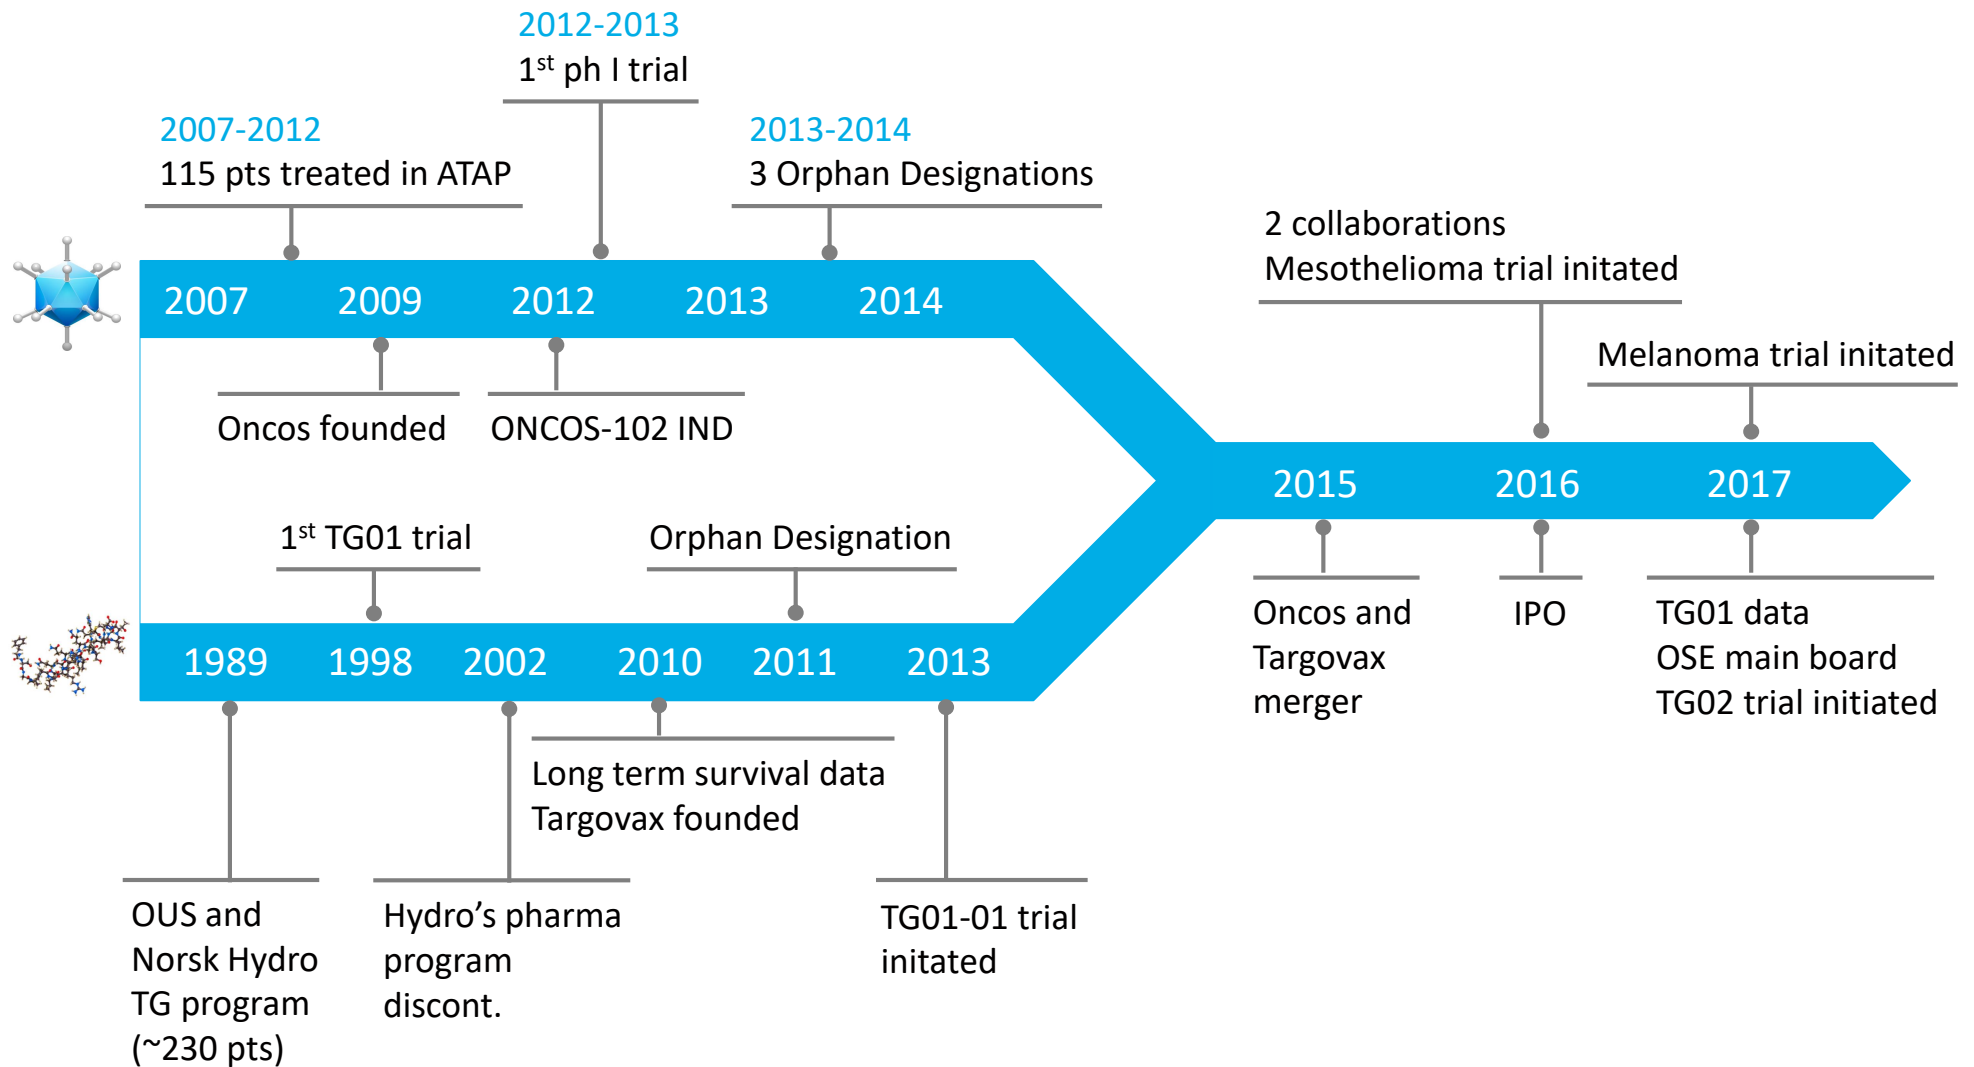 2012-2013
1st ph I trial
2007-2012
115 pts treated in ATAP
2013-2014
3 Orphan Designations
2007 2009 2012 2013 2014
Oncos founded
ONCOS-102 IND
2 collaborations
Mesothelioma trial initated
Melanoma trial initated
2015 2016 2017
Oncos and
Targovax
merger
IPO
TG01 data
OSE main board
TG02 trial initiated
1st TG01 trial
Orphan Designation
1989 1998 2002 2010 2011 2013
Long term survival data
Targovax founded
OUS and
Norsk Hydro
TG program
(~230 pts)
Hydro’s pharma
program
discont.
TG01-01 trial
initated